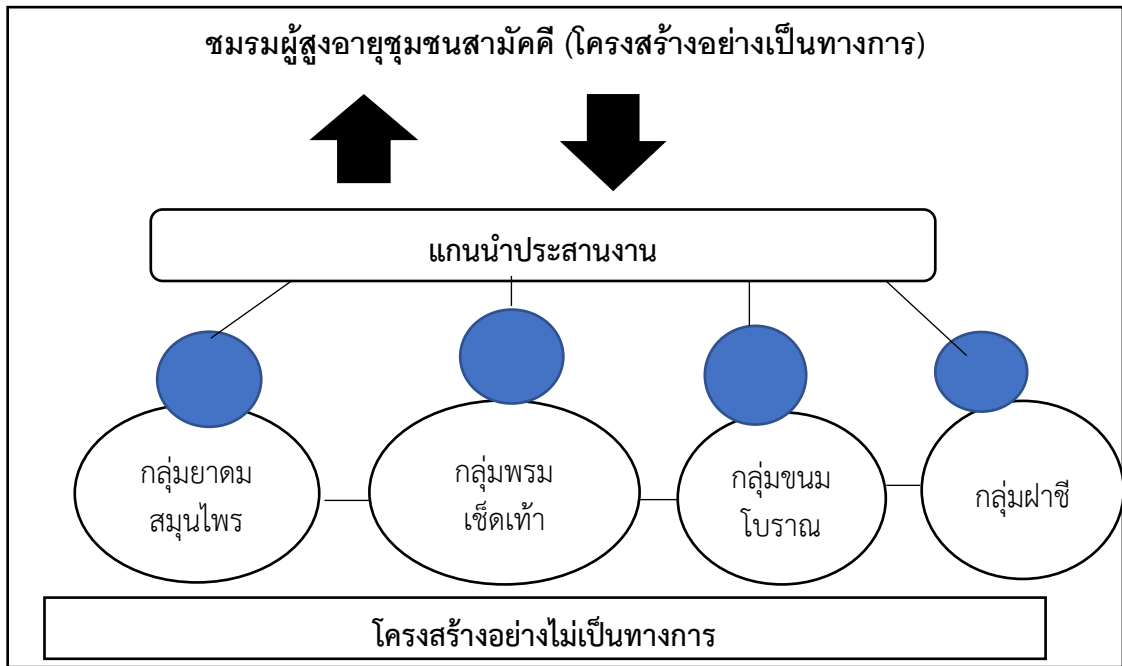 ชมรมผู้สูงอายุชุมชนสามัคคี (โครงสร้างอย่างเป็นทางการ)
แกนนำประสานงาน
กลุ่มยาดม
สมุนไพร
กลุ่มพรม
เช็ดเท้า
กลุ่มขนม
โบราณ
กลุ่มฝาชี
โครงสร้างอย่างไม่เป็นทางการ